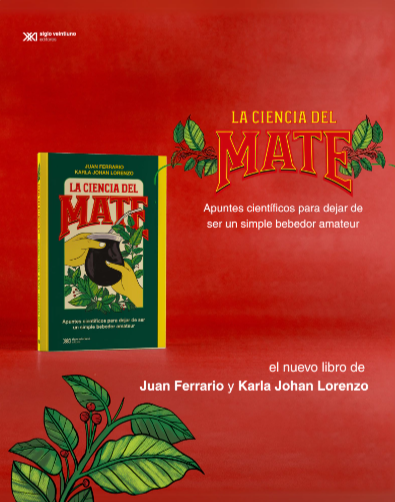 siglo veintiuno
editores
LA CIENCIA DEL
MATE
Apuntes científicos para dejar de
ser un simple bebedor amateur
JUAN FERRARIO
KARLA JOHAN LORENZO
LA CIENCIA DEL
MATE
Apuntes científicos para dejar de ser
un simple bebedor amateur
el nuevo libro de
Juan Ferrario y Karla Johan Lorenzo